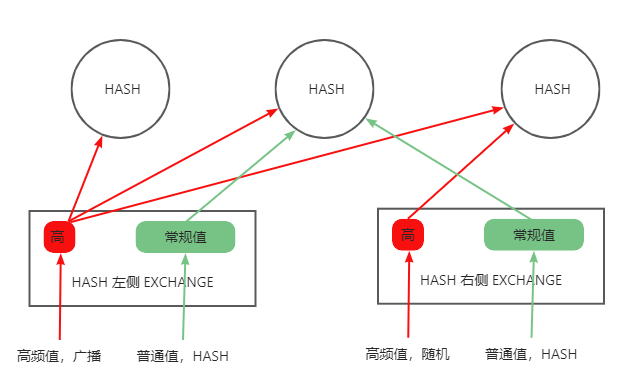 HASH
HASH
HASH
高
常规值
高
常规值
HASH 左侧 EXCHANGE
HASH 右侧 EXCHANGE
高频值，广播
普通值，HASH
高频值，随机
普通值，HASH